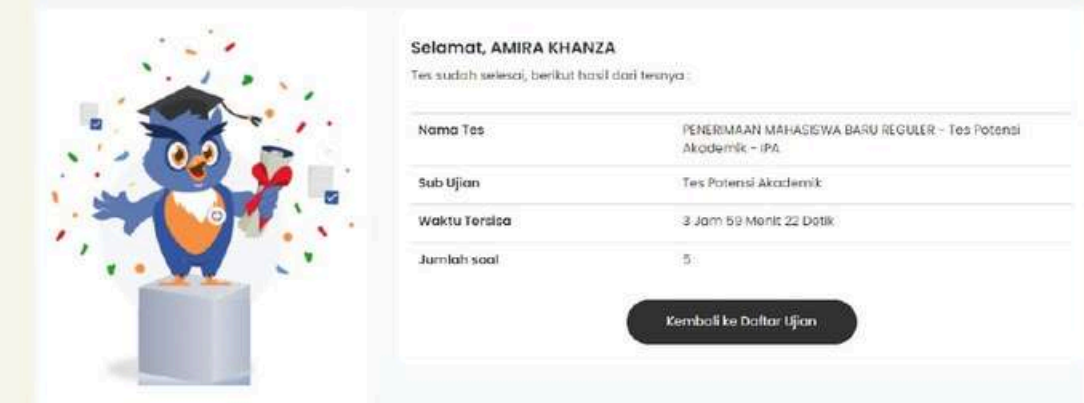 Selamat, AMIRA KHANZA
Tes sudah selesai, berikut hasil dari tesnya :
Nama Tes
PENERIMAAN MAHASISWA BARU REGULER - Tes Potensi
Akademik - IPA
Sub Ujian
Tes Potensi Akademik
Waktu Tersisa
3 Jam 59 Menit 22 Detik
Jumlah soal
5
Kembali ke Daftar Ujian